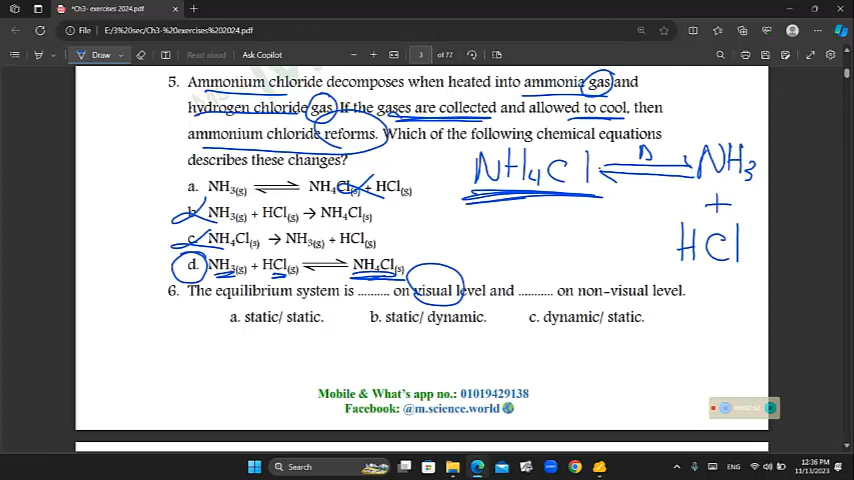 *Ch3- exercises 2024.pdf
File | E:/3 sec/Ch3-%20exercises%202024.pdf
Draw | Read aloud | Ask Copilot
3 of 77
5. Ammonium chloride decomposes when heated into ammonia gas and
hydrogen chloride gas. If the gases are collected and allowed to cool, then
ammonium chloride reforms. Which of the following chemical equations
describes these changes?
NH4Cl ⇌ Δ NH3
+
HCl
a. NH3(g) ⇌ NH4Cl(s) + HCl(g)
b. NH3(g) + HCl(g) → NH4Cl(s)
c. NH4Cl(s) → NH3(g) + HCl(g)
d. NH3(g) + HCl(g) ⇌ NH4Cl(s)
6. The equilibrium system is .......... on visual level and ........... on non-visual level.
a. static/ static. b. static/ dynamic. c. dynamic/ static.
Mobile & What's app no.: 01019429138
Facebook: @m.science.world
Search
ENG
12:36 PM
11/13/2023